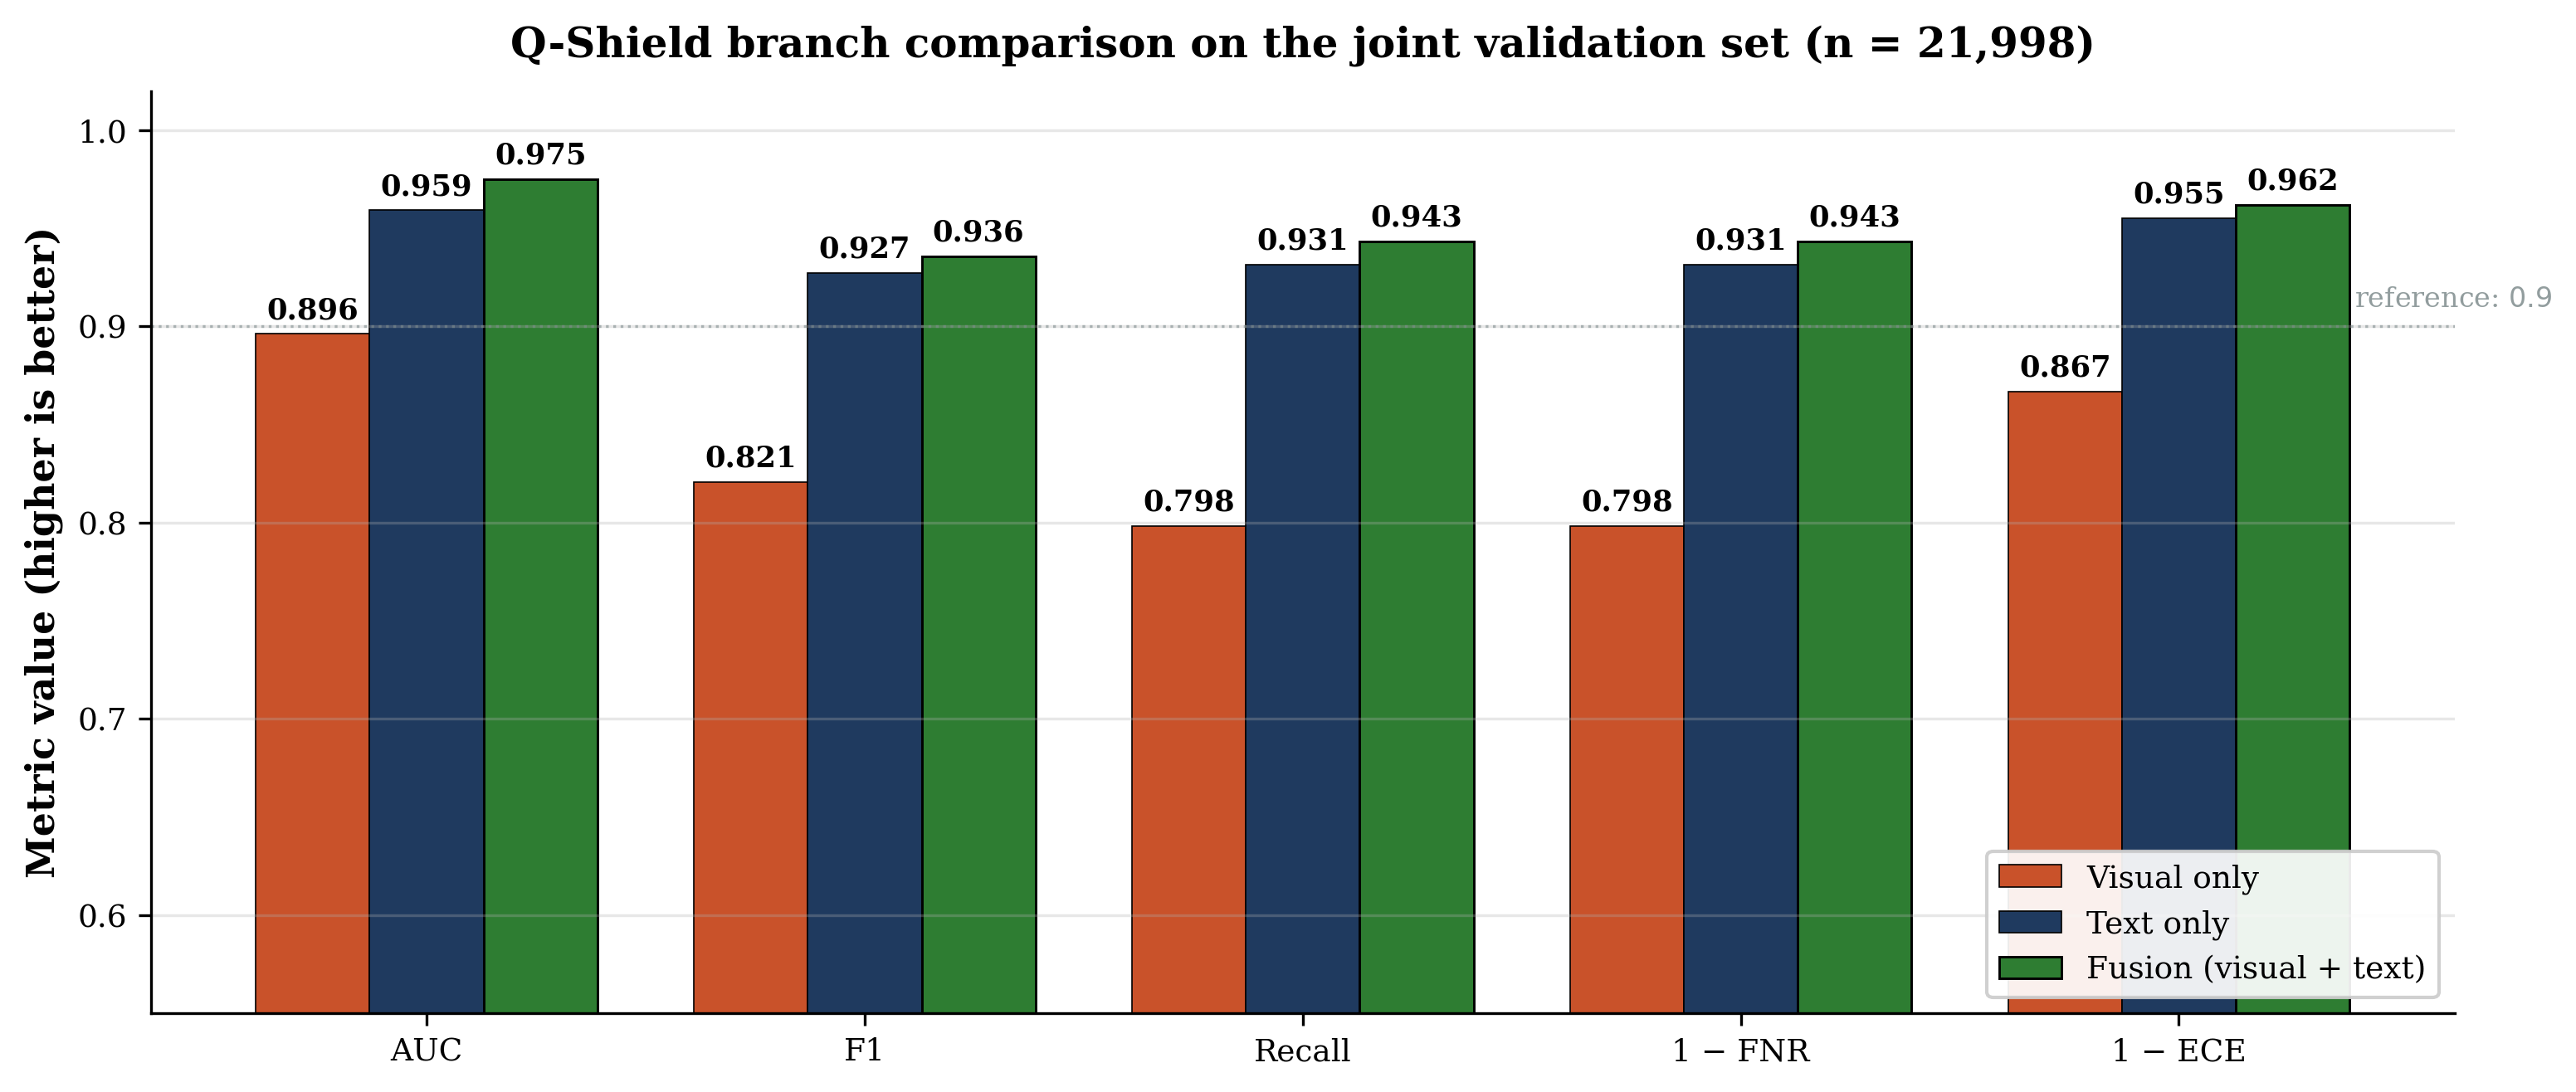 Q-Shield branch comparison on the joint validation set (n = 21,998)
Metric value (higher is better)
1.0
0.9
0.8
0.7
0.6
0.896
0.959
0.975
0.821
0.927
0.936
0.798
0.931
0.943
0.798
0.931
0.943
0.867
0.955
0.962
reference: 0.9
Visual only
Text only
Fusion (visual + text)
AUC
F1
Recall
1 − FNR
1 − ECE